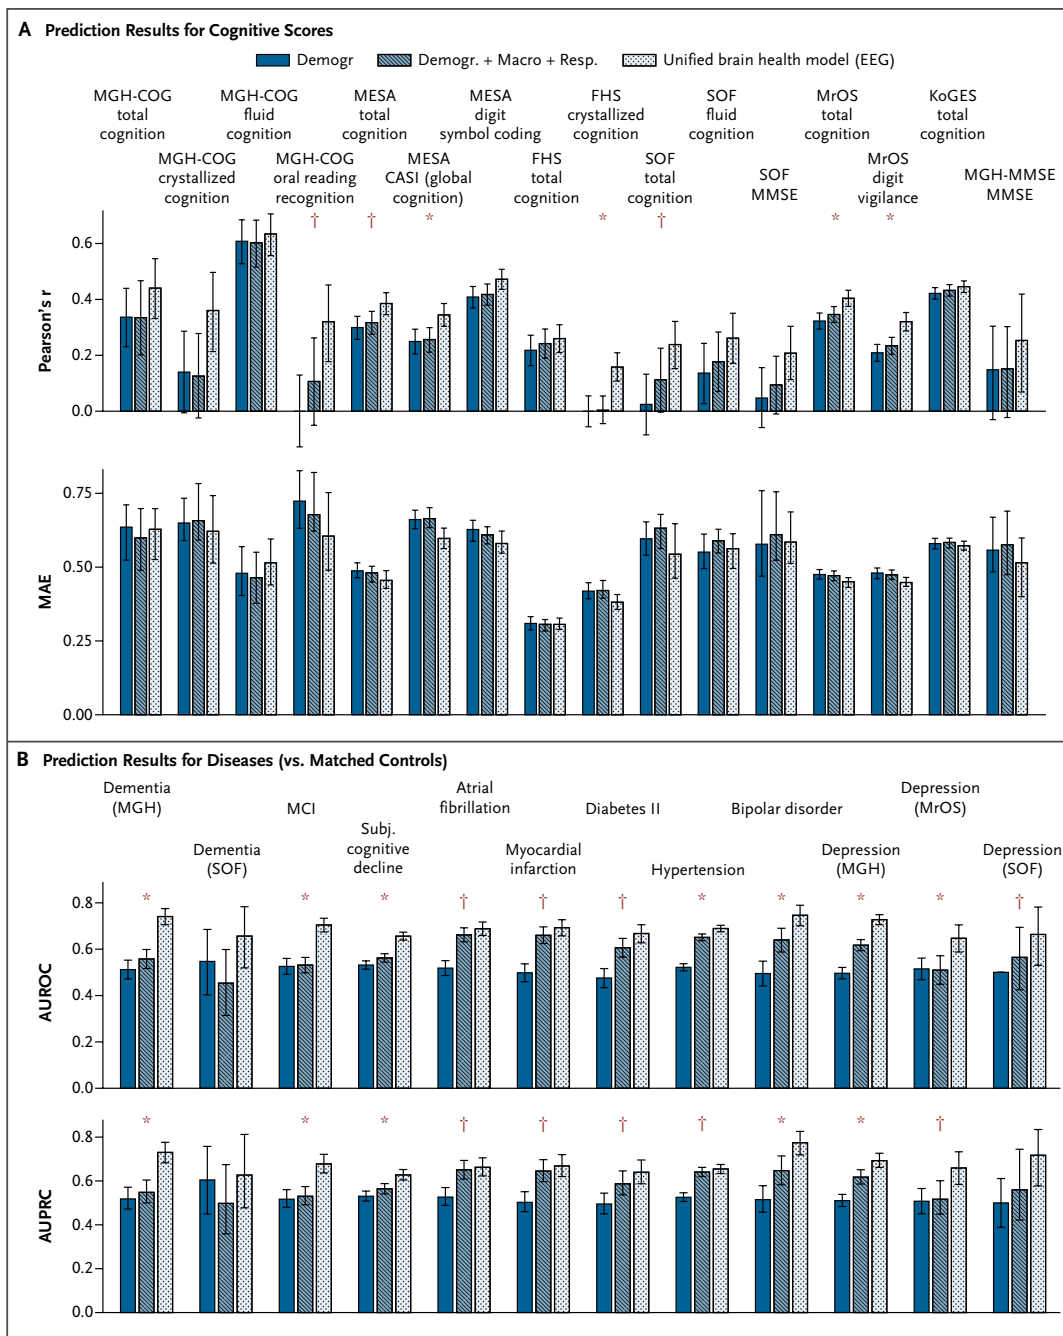 A Prediction Results for Cognitive Scores
Demogr
Demogr. + Macro + Resp.
Unified brain health model (EEG)
MGH-COG
total
cognition
MGH-COG
crystallized
cognition
MGH-COG
fluid
cognition
MGH-COG
oral reading
recognition
MESA
total
cognition
MESA
CASI (global
cognition)
MESA
digit
symbol coding
FHS
total
cognition
FHS
crystallized
cognition
SOF
total
cognition
SOF
fluid
cognition
SOF
MMSE
MrOS
total
cognition
MrOS
digit
vigilance
KoGES
total
cognition
MGH-MMSE
MMSE
† † * * † * *
Pearson's r
0.6
0.4
0.2
0.0
MAE
0.75
0.50
0.25
0.00
B Prediction Results for Diseases (vs. Matched Controls)
Dementia
(MGH)
Dementia
(SOF)
MCI
Subj.
cognitive
decline
Atrial
fibrillation
Myocardial
infarction
Diabetes II
Hypertension
Bipolar disorder
Depression
(MGH)
Depression
(MrOS)
Depression
(SOF)
* * * † † † * * * * †
AUROC
0.8
0.6
0.4
0.0
* * * † † † † * * †
AUPRC
0.8
0.6
0.4
0.0